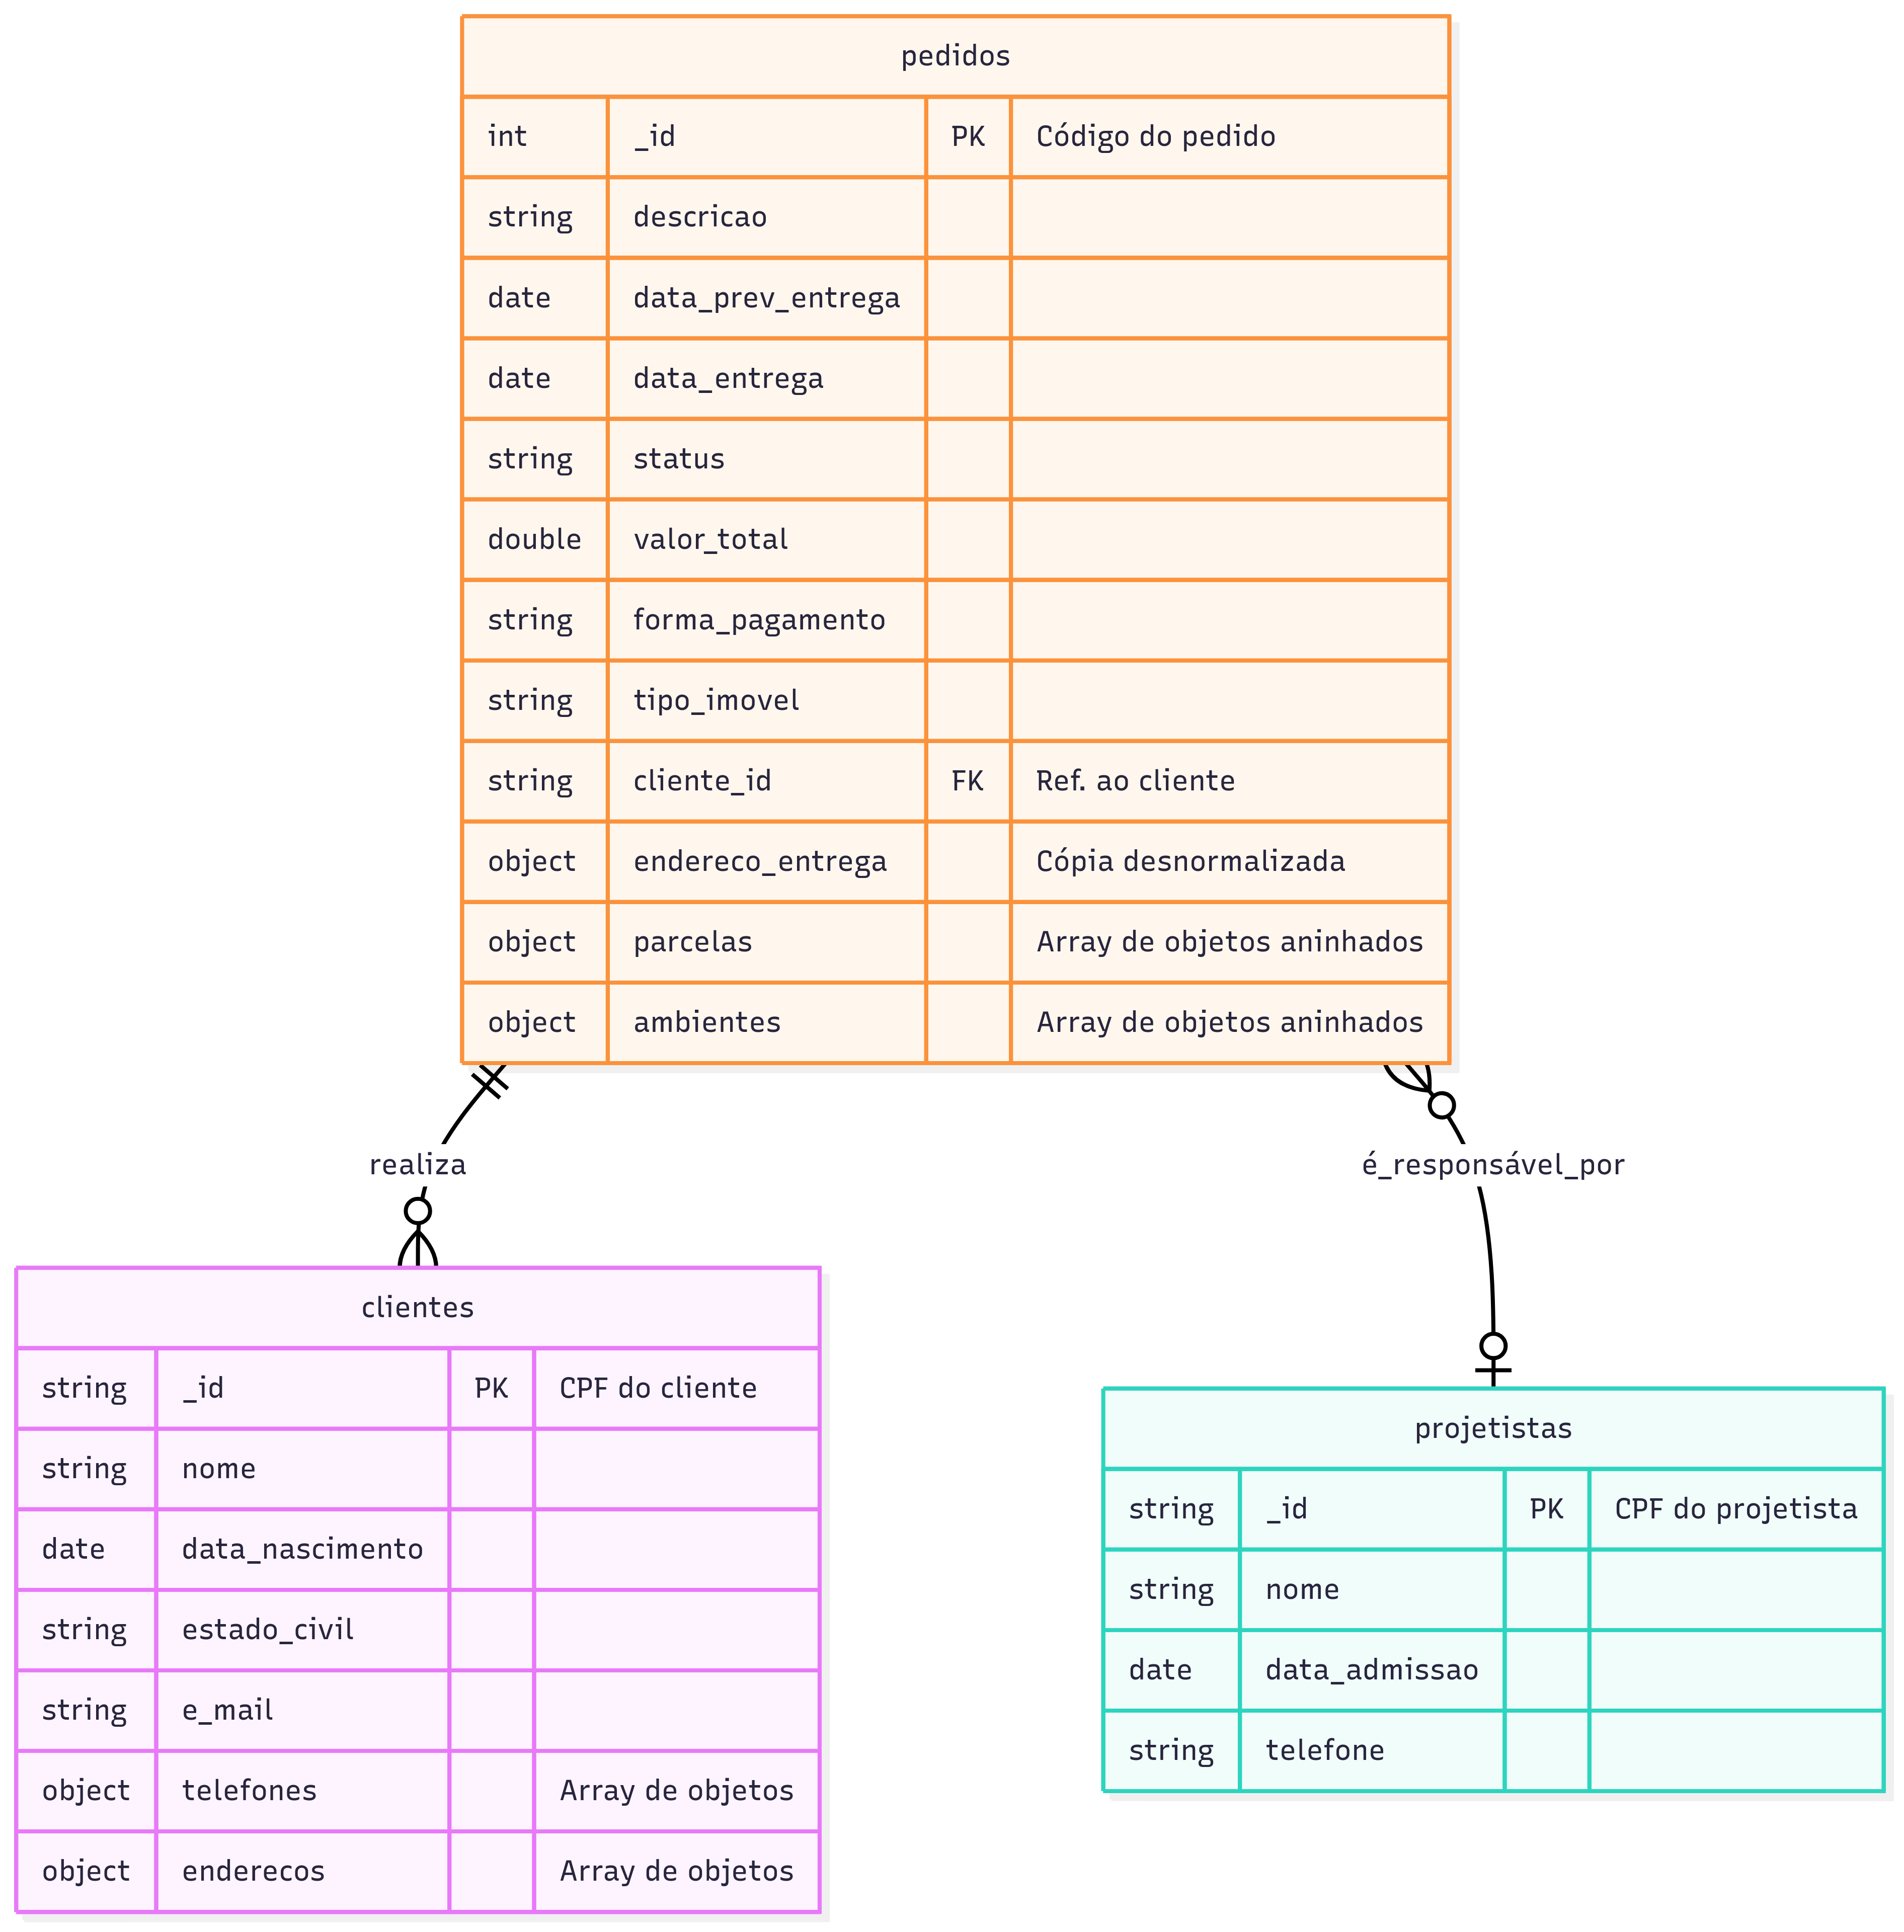 pedidos
int _id PK Código do pedido
string descricao
date data_prev_entrega
date data_entrega
string status
double valor_total
string forma_pagamento
string tipo_imovel
string cliente_id FK Ref. ao cliente
object endereco_entrega Cópia desnormalizada
object parcelas Array de objetos aninhados
object ambientes Array de objetos aninhados
realiza
é_responsável_por
clientes
string _id PK CPF do cliente
string nome
date data_nascimento
string estado_civil
string e_mail
object telefones Array de objetos
object enderecos Array de objetos
projetistas
string _id PK CPF do projetista
string nome
date data_admissao
string telefone